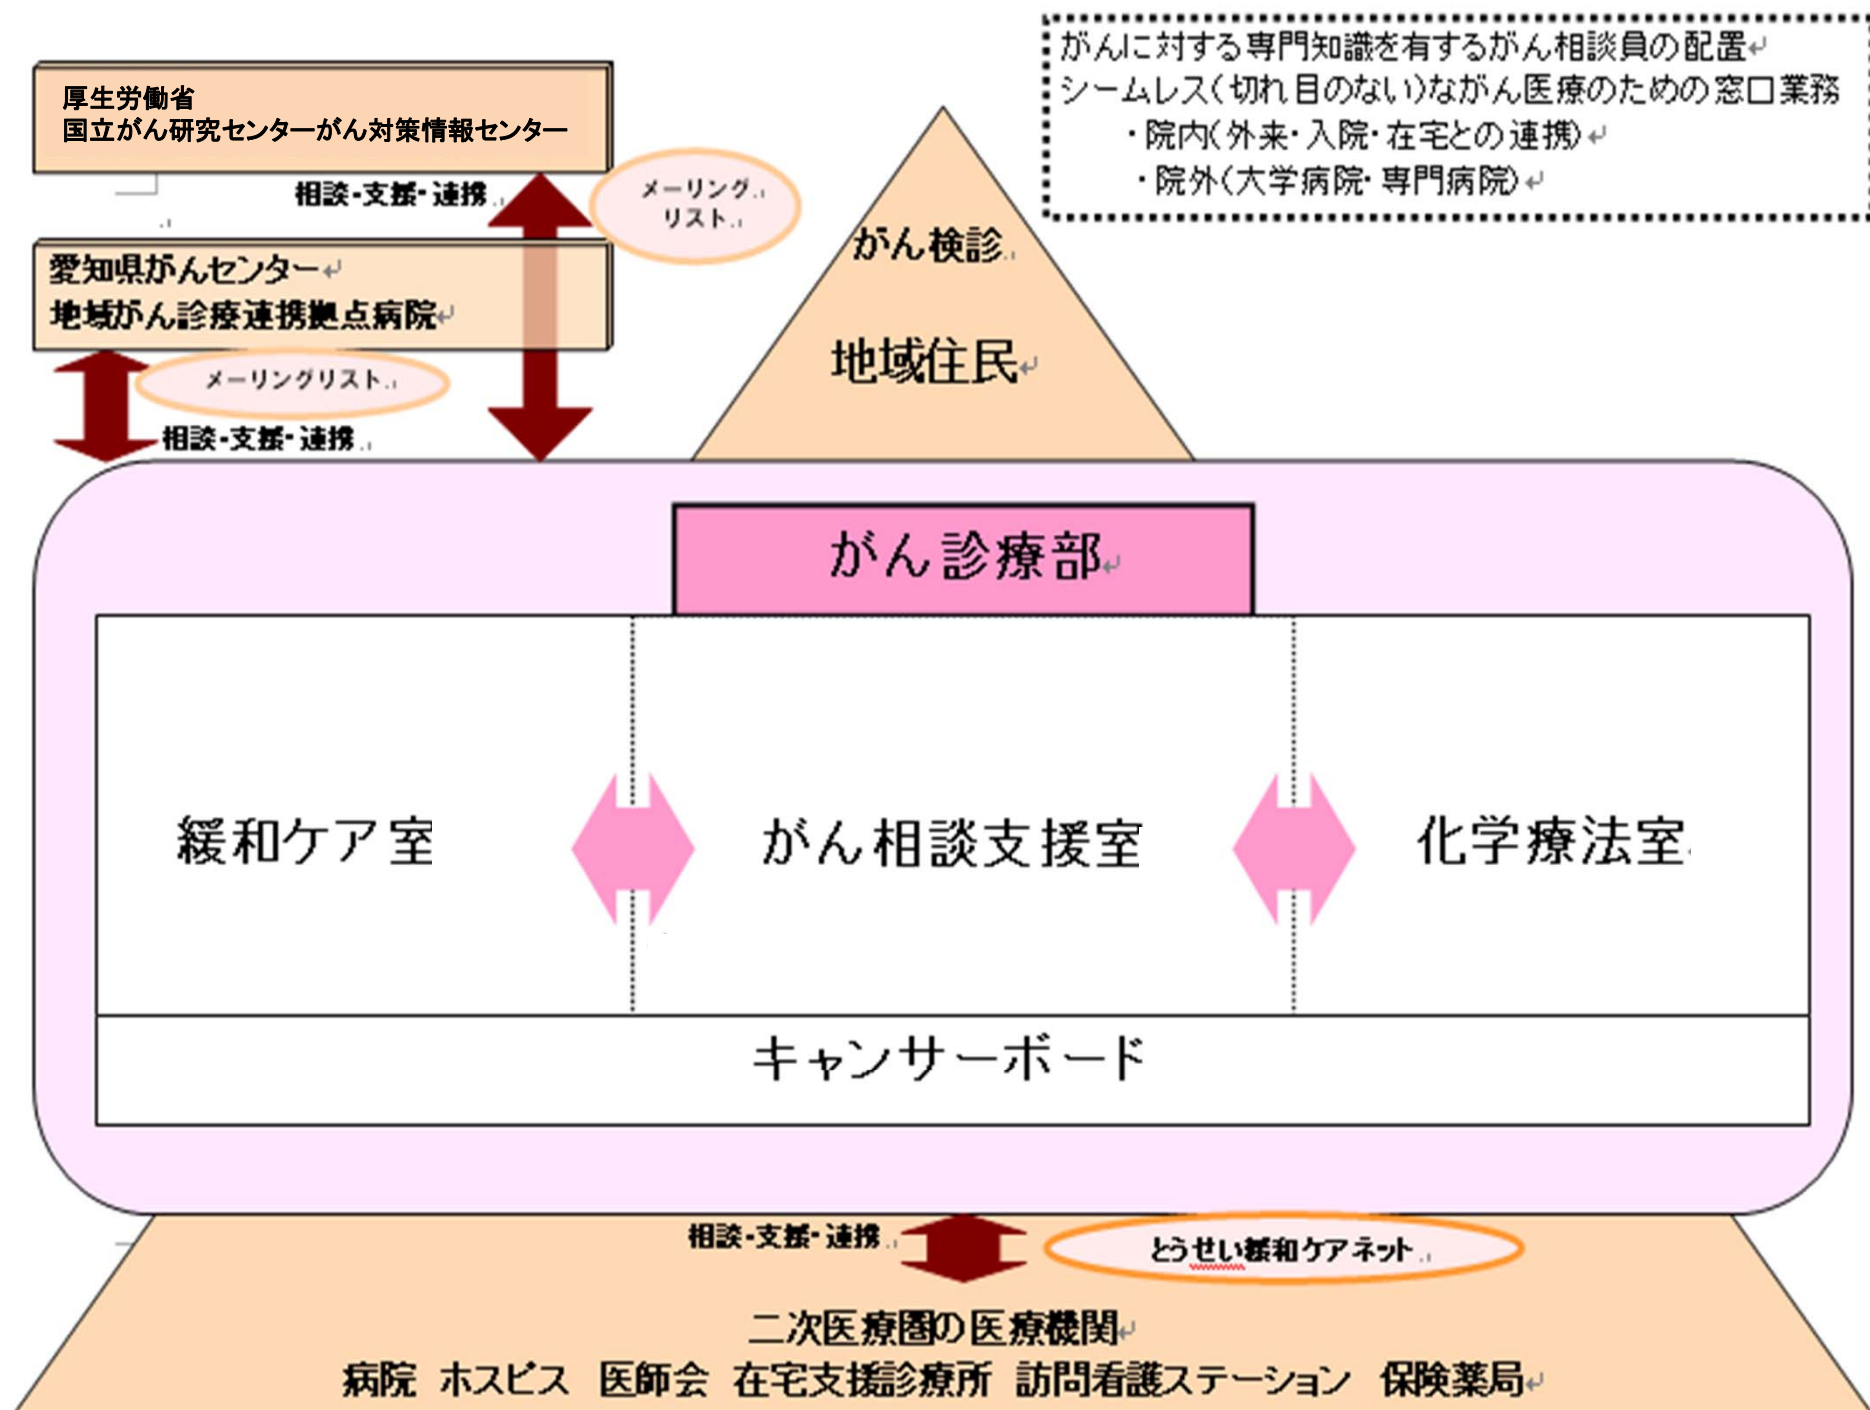 厚生労働省
国立がん研究センターがん対策情報センター
相談・支援・連携
メーリング
リスト
愛知県がんセンター
地域がん診療連携拠点病院
メーリングリスト
相談・支援・連携
がんに対する専門知識を有するがん相談員の配置
シームレス(切れ目のない)ながん医療のための窓口業務
・院内(外来・入院・在宅との連携)
・院外(大学病院・専門病院)
がん検診
地域住民
がん診療部
緩和ケア室
がん相談支援室
化学療法室
キャンサーボード
相談・支援・連携
とうせい緩和ケアネット
二次医療圏の医療機関
病院 ホスピス 医師会 在宅支援診療所 訪問看護ステーション 保険薬局